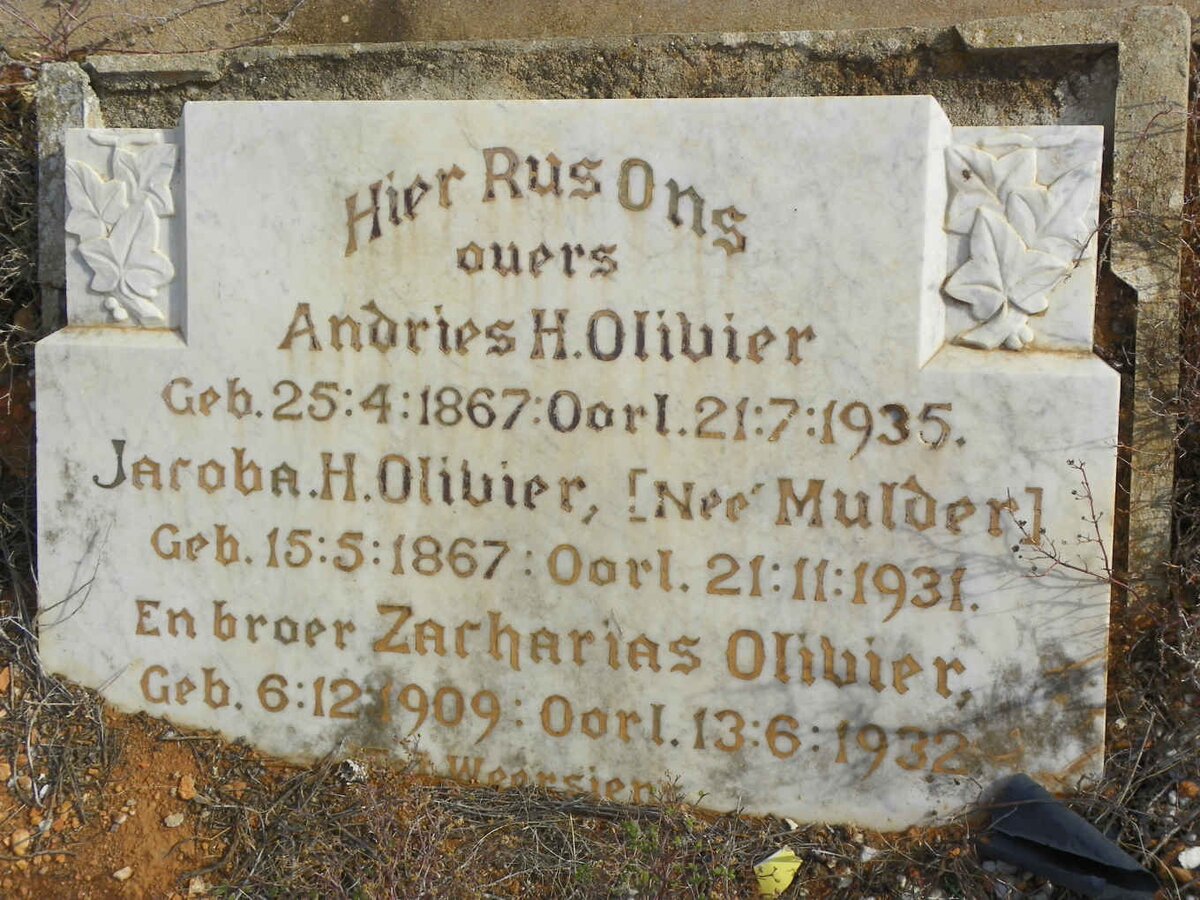 Hier Rus Ons
ouers
Andries H. Olivier
Geb. 25:4:1867: Oorl. 21:7:1935.
Jacoba. H. Olivier, [Neé Mulder]
Geb. 15:5:1867: Oorl. 21:11:1931.
En broer Zacharias Olivier,
Geb. 6:12:1909: Oorl. 13:6:1932
Weersien